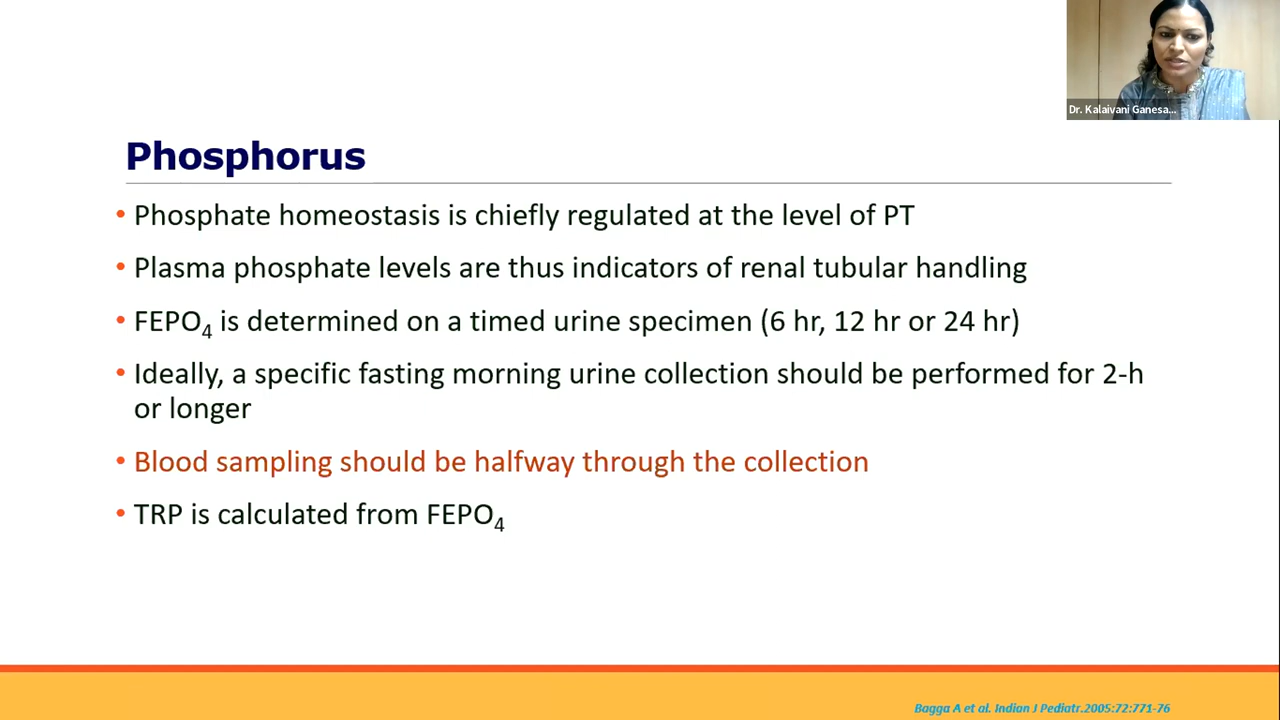 Dr. Kalaivani Ganesa...
Phosphorus
• Phosphate homeostasis is chiefly regulated at the level of PT
• Plasma phosphate levels are thus indicators of renal tubular handling
• FEPO4 is determined on a timed urine specimen (6 hr, 12 hr or 24 hr)
• Ideally, a specific fasting morning urine collection should be performed for 2-h
or longer
• Blood sampling should be halfway through the collection
• TRP is calculated from FEPO4
Bagga A et al. Indian J Pediatr.2005:72:771-76